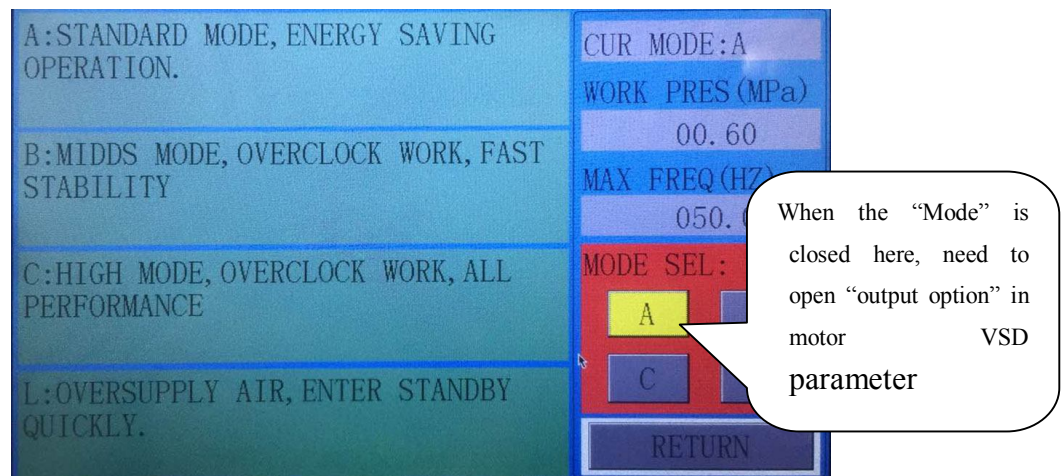 A:STANDARD MODE,ENERGY SAVING
OPERATION.
B:MIDDS MODE,OVERCLOCK WORK,FAST
STABILITY
C:HIGH MODE,OVERCLOCK WORK,ALL
PERFORMANCE
L:OVERSUPPLY AIR,ENTER STANDBY
QUICKLY.
CUR MODE:A
WORK PRES(MPa)
00.60
MAX FREQ(HZ)
050.
MODE SEL:
A
C
RETURN
When the “Mode” is
closed here, need to
open “output option” in
motor VSD
parameter